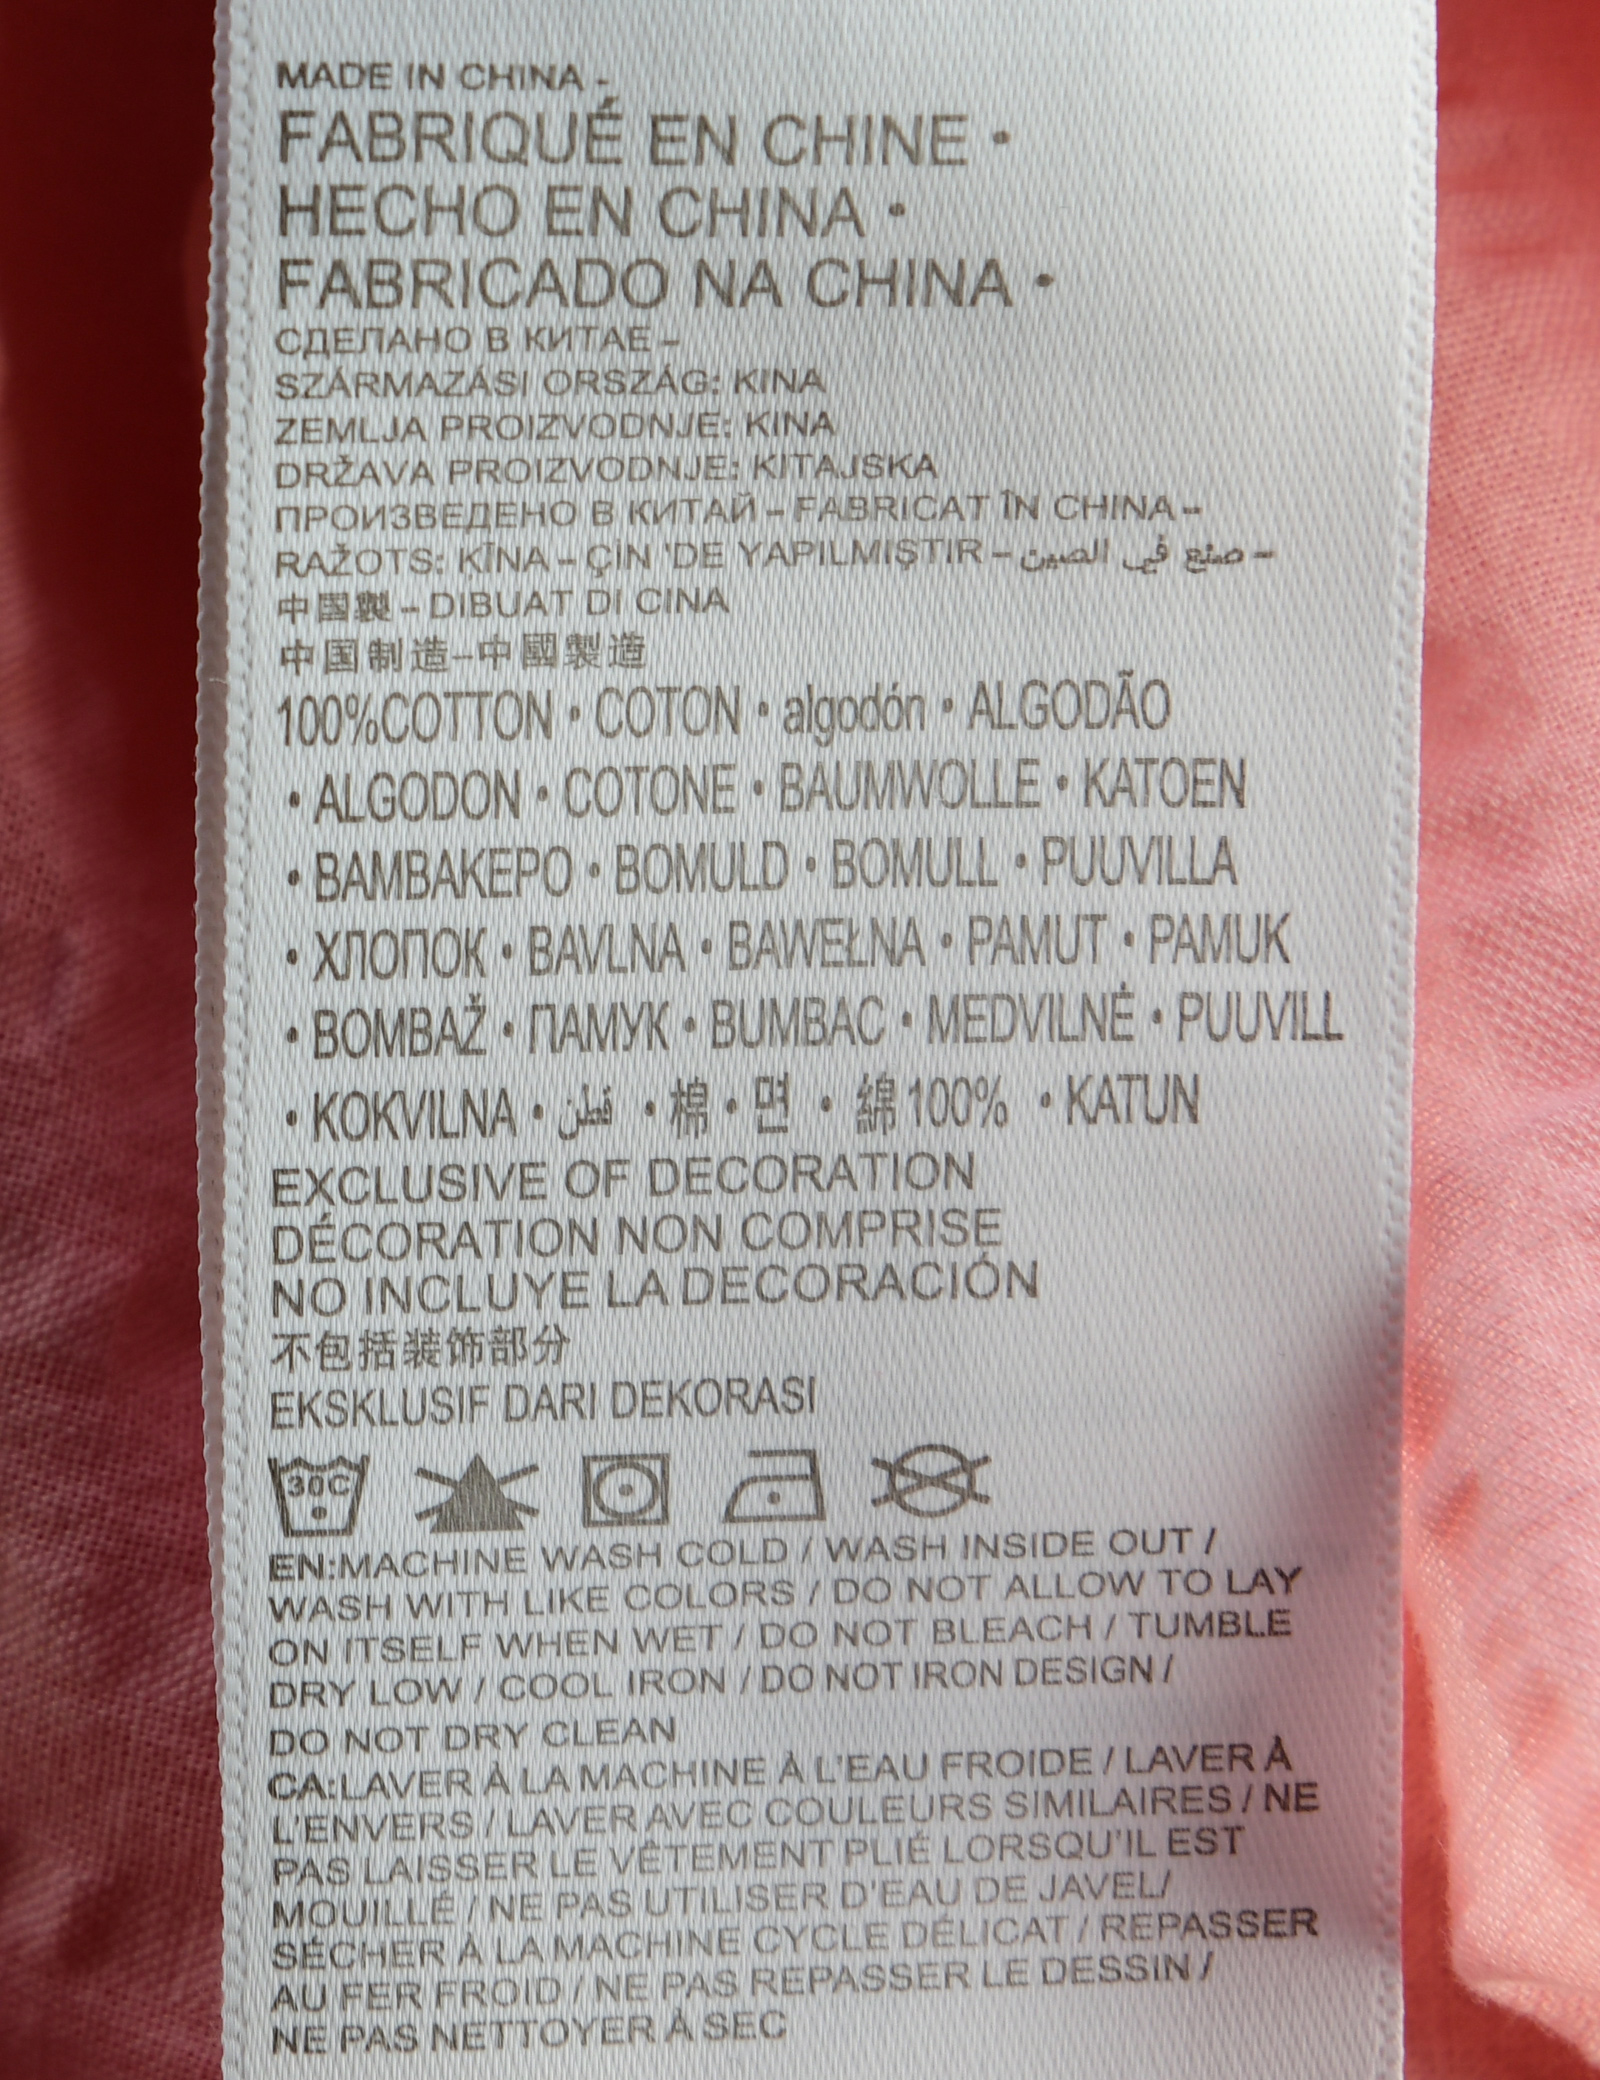 MADE IN CHINA -
FABRIQUÉ EN CHINE •
HECHO EN CHINA •
FABRICADO NA CHINA •
СДЕЛАНО В КИТАЕ –
SZÁRMAZÁSI ORSZÁG: KINA
ZEMLJA PROIZVODNJE: KINA
DRŽAVA PROIZVODNJE: KITAJSKA
ПРОИЗВЕДЕНО В КИТАЙ – FABRICAT ÎN CHINA –
RAŽOTS: ĶĪNA – ÇİN 'DE YAPILMIŞTIR – صنع في الصين –
中国製 – DIBUAT DI CINA
中国制造–中國製造
100%COTTON • COTON • algodón • ALGODÃO
• ALGODON • COTONE • BAUMWOLLE • KATOEN
• BAMBAKEPO • BOMULD • BOMULL • PUUVILLA
• ХЛОПОК • BAVLNA • BAWEŁNA • PAMUT • PAMUK
• BOMBAŽ • ПАМУК • BUMBAC • MEDVILNĖ • PUUVILL
• KOKVILNA • قطن • 棉 • 면 • 綿100% • KATUN
EXCLUSIVE OF DECORATION
DÉCORATION NON COMPRISE
NO INCLUYE LA DECORACIÓN
不包括装饰部分
EKSKLUSIF DARI DEKORASI
30C
EN:MACHINE WASH COLD / WASH INSIDE OUT /
WASH WITH LIKE COLORS / DO NOT ALLOW TO LAY
ON ITSELF WHEN WET / DO NOT BLEACH / TUMBLE
DRY LOW / COOL IRON / DO NOT IRON DESIGN /
DO NOT DRY CLEAN
CA:LAVER À LA MACHINE À L'EAU FROIDE / LAVER À
L'ENVERS / LAVER AVEC COULEURS SIMILAIRES / NE
PAS LAISSER LE VÊTEMENT PLIÉ LORSQU'IL EST
MOUILLÉ / NE PAS UTILISER D'EAU DE JAVEL/
SÉCHER À LA MACHINE CYCLE DÉLICAT / REPASSER
AU FER FROID / NE PAS REPASSER LE DESSIN /
NE PAS NETTOYER À SEC